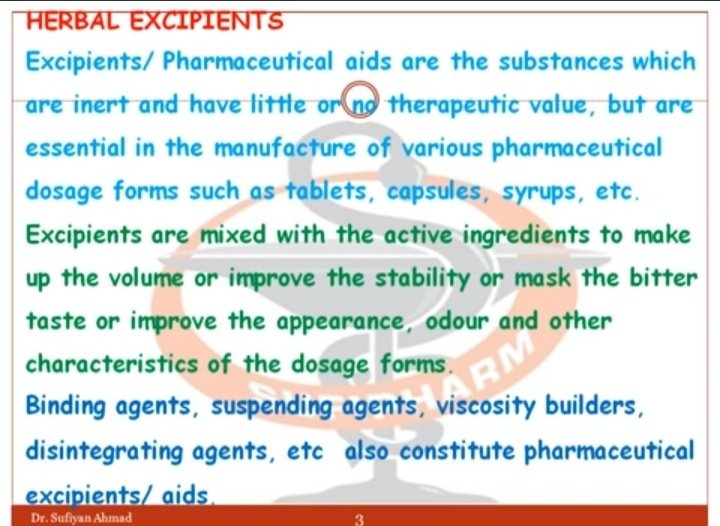 HERBAL EXCIPIENTS
Excipients/ Pharmaceutical aids are the substances which
are inert and have little or no therapeutic value, but are
essential in the manufacture of various pharmaceutical
dosage forms such as tablets, capsules, syrups, etc.
Excipients are mixed with the active ingredients to make
up the volume or improve the stability or mask the bitter
taste or improve the appearance, odour and other
characteristics of the dosage forms.
Binding agents, suspending agents, viscosity builders,
disintegrating agents, etc also constitute pharmaceutical
excipients/ aids.
Dr. Sufiyan Ahmad
3